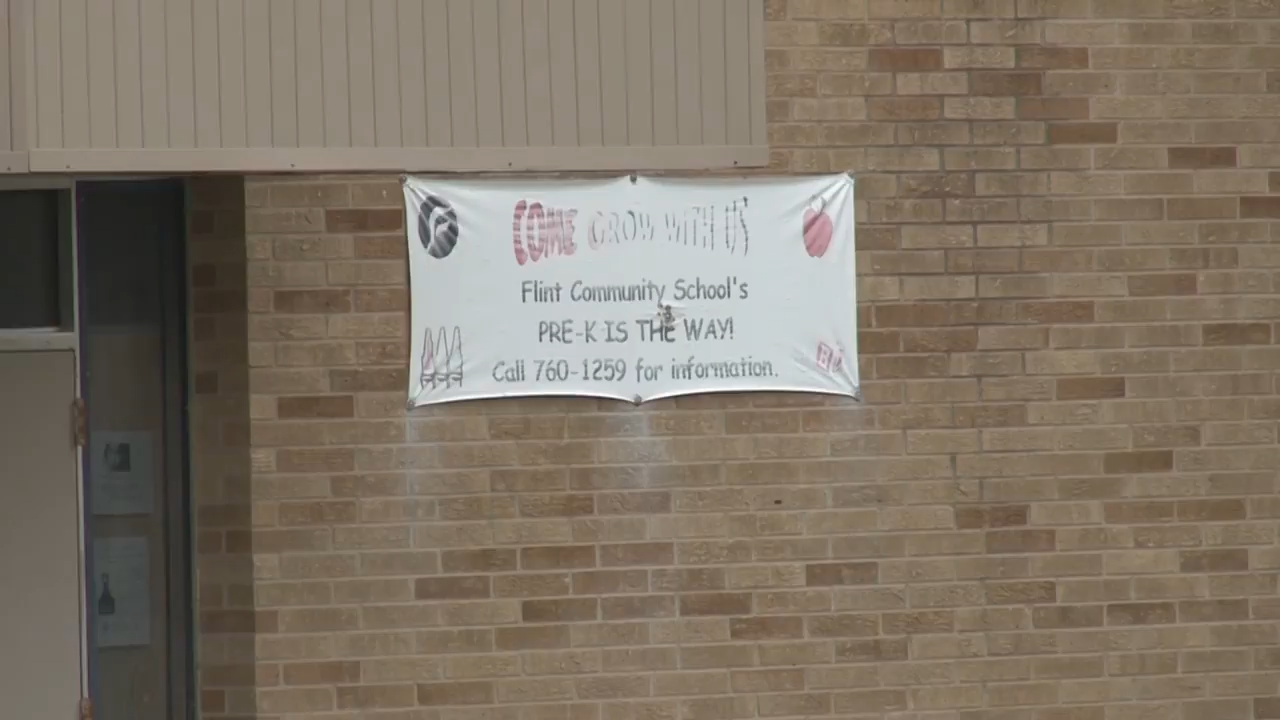 COME GROW WITH US
Flint Community School's
PRE-K IS THE WAY!
Call 760-1259 for information.